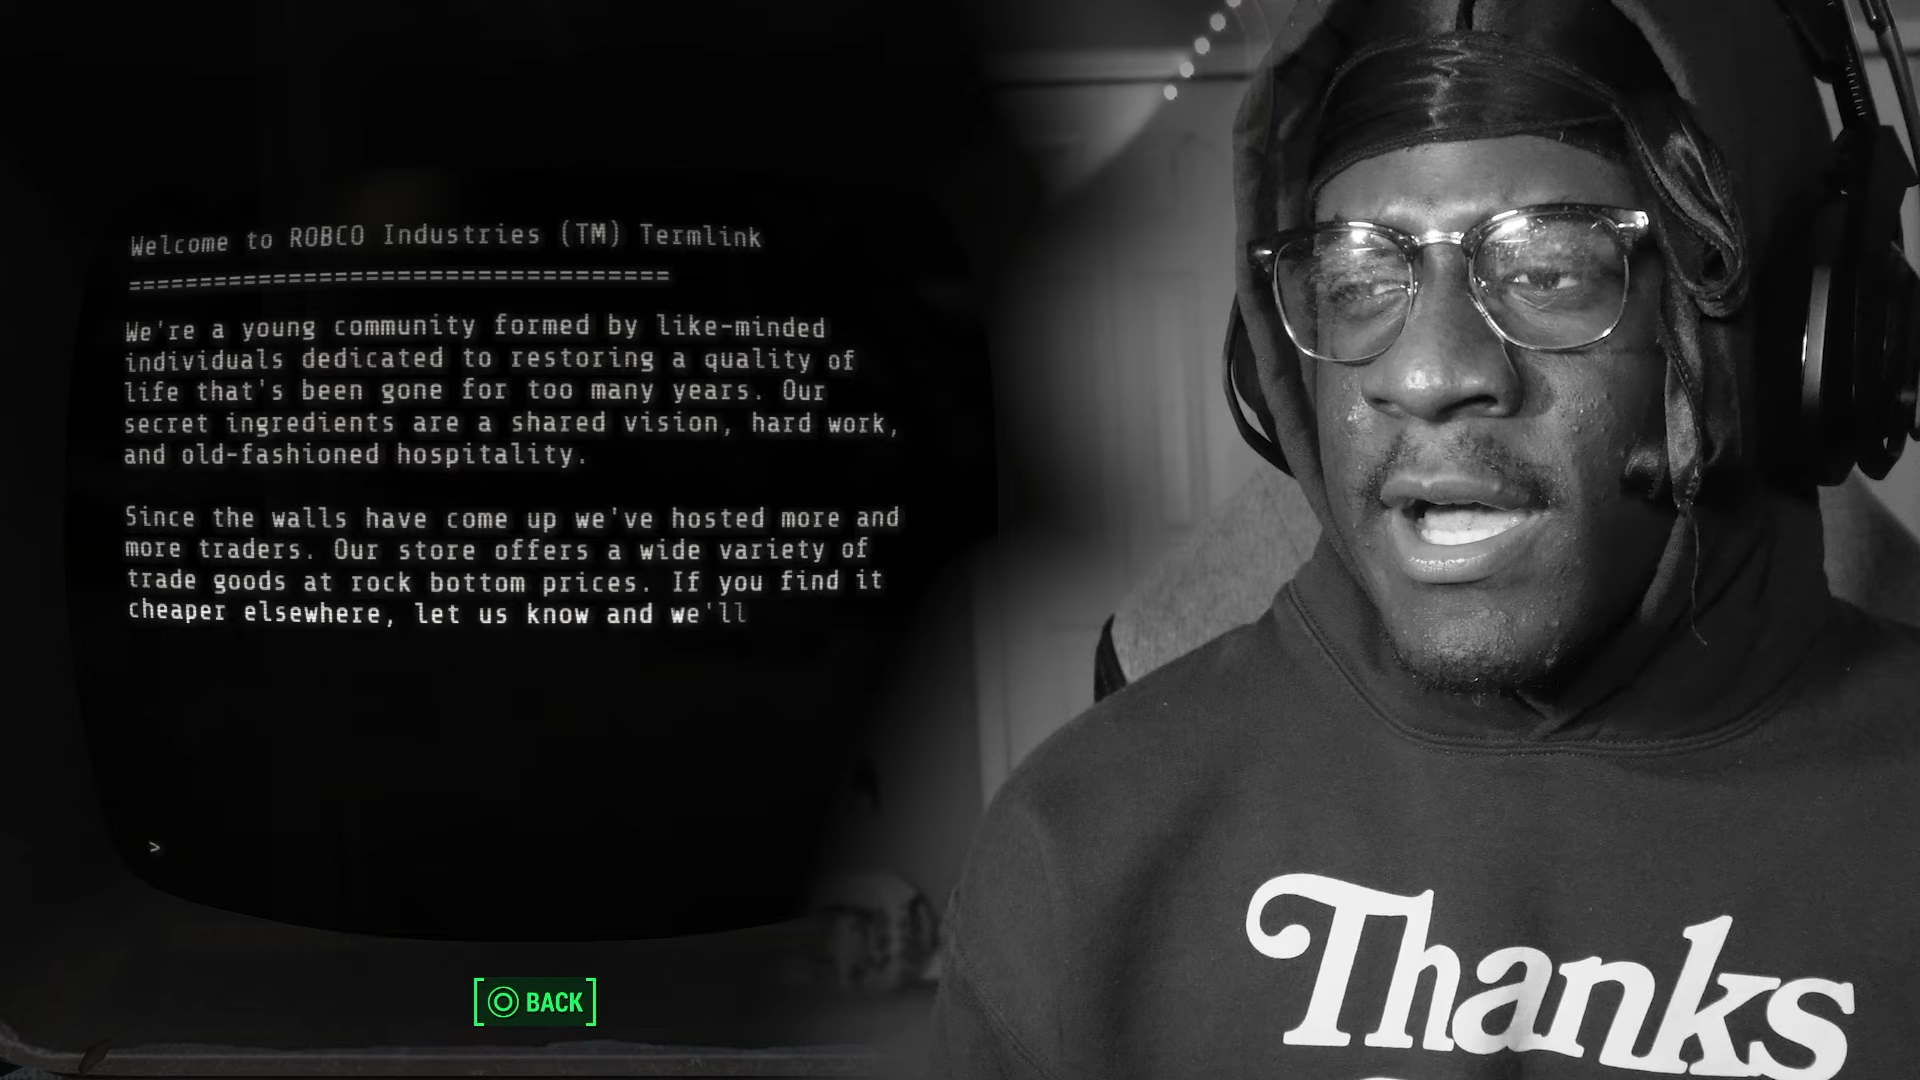 Welcome to ROBCO Industries (TM) Termlink
==================================
We're a young community formed by like-minded
individuals dedicated to restoring a quality of
life that's been gone for too many years. Our
secret ingredients are a shared vision, hard work,
and old-fashioned hospitality.
Since the walls have come up we've hosted more and
more traders. Our store offers a wide variety of
trade goods at rock bottom prices. If you find it
cheaper elsewhere, let us know and we'll
>
BACK
Thanks